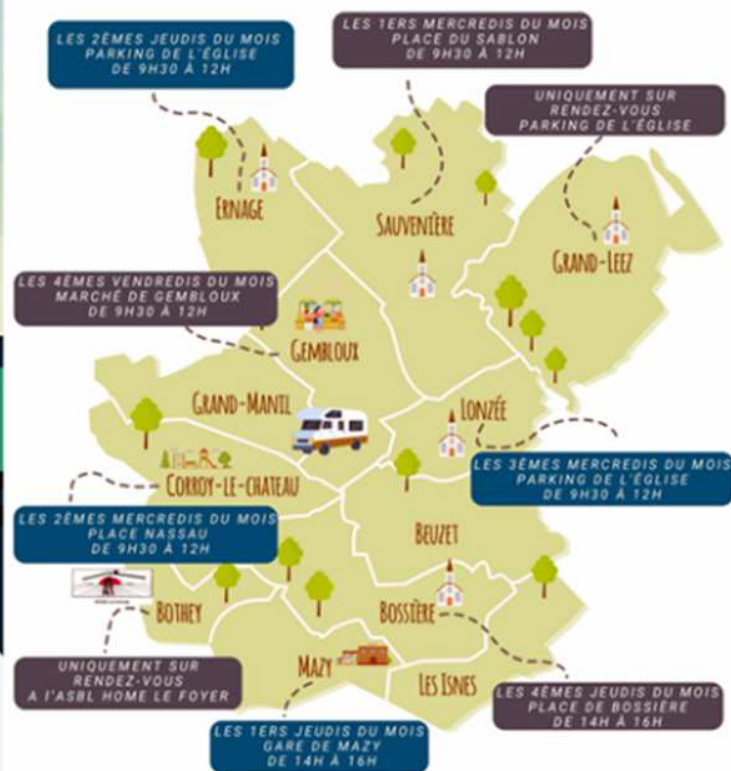 LES 2ÈMES JEUDIS DU MOIS
PARKING DE L'ÉGLISE
DE 9H30 À 12H
LES 1ERS MERCREDIS DU MOIS
PLACE DU SABLON
DE 9H30 À 12H
UNIQUEMENT SUR
RENDEZ-VOUS
PARKING DE L'ÉGLISE
ERNAGE
SAUVENIÈRE
GRAND-LEEZ
LES 4ÈMES VENDREDIS DU MOIS
MARCHÉ DE GEMBLOUX
DE 9H30 À 12H
GEMBLOUX
GRAND-MANIL
LONZÉE
LES 3ÈMES MERCREDIS DU MOIS
PARKING DE L'ÉGLISE
DE 9H30 À 12H
CORROY-LE-CHATEAU
LES 2ÈMES MERCREDIS DU MOIS
PLACE NASSAU
DE 9H30 À 12H
BEUZET
BOTHEY
BOSSIÈRE
UNIQUEMENT SUR
RENDEZ-VOUS
A l'ASBL HOME LE FOYER
MAZY
LES ISNES
LES 4ÈMES JEUDIS DU MOIS
PLACE DE BOSSIÈRE
DE 14H À 16H
LES 1ERS JEUDIS DU MOIS
GARE DE MAZY
DE 14H À 16H